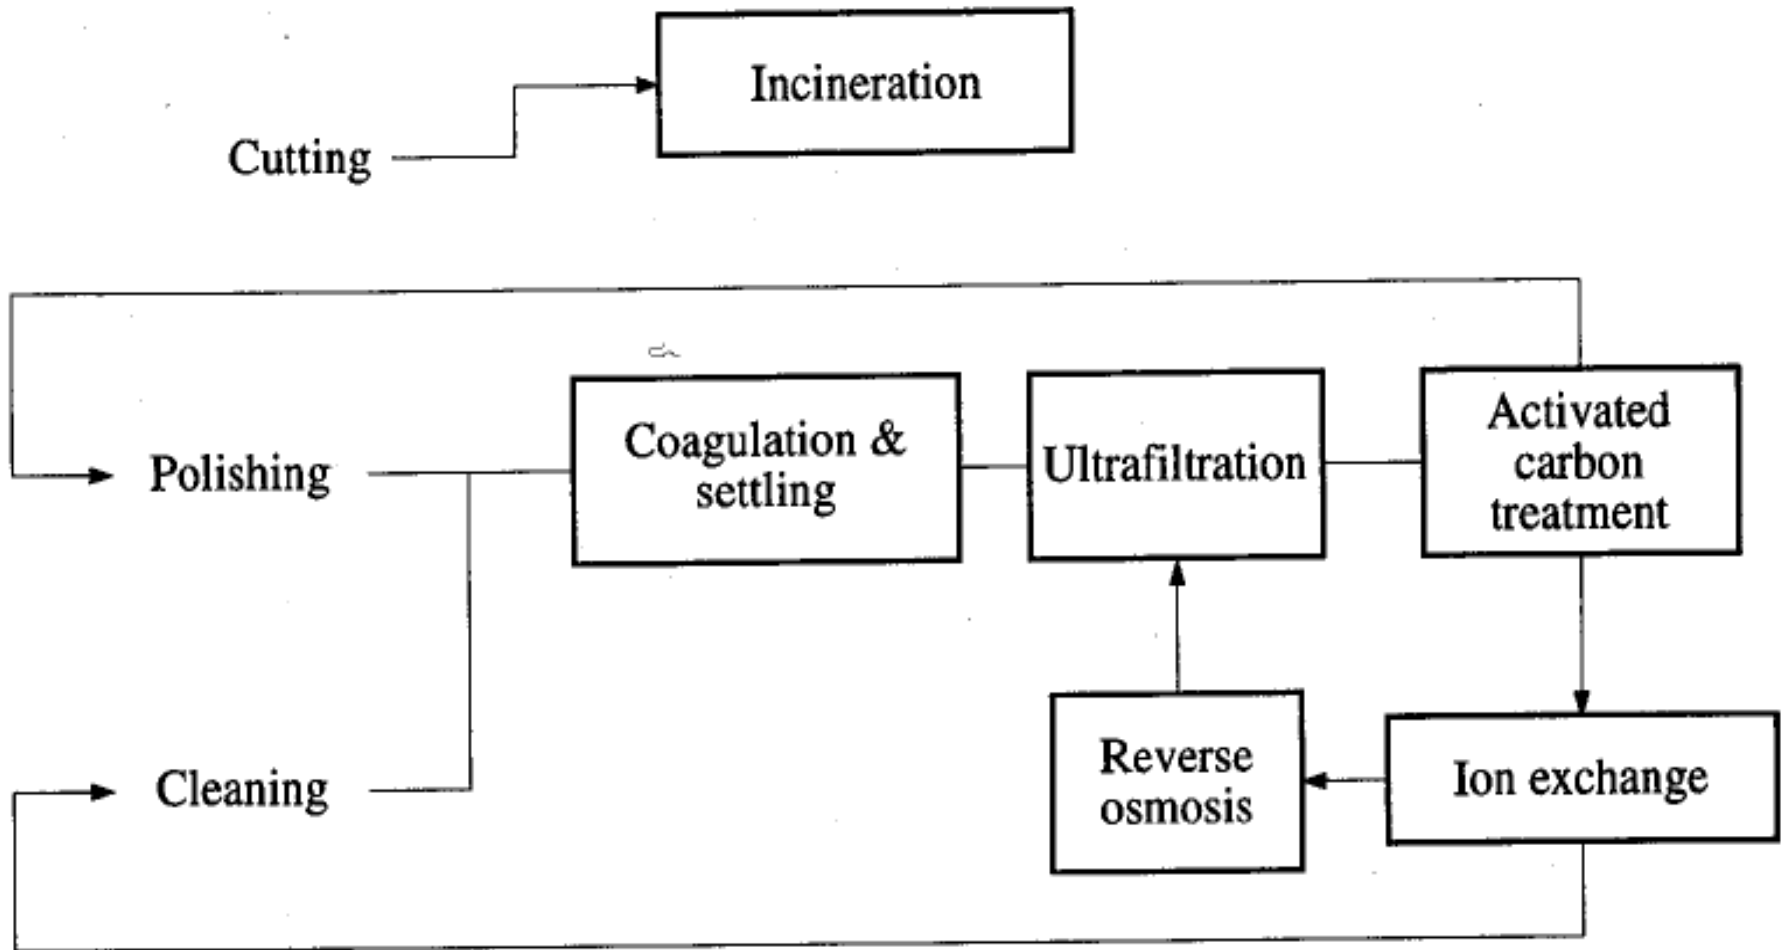 Incineration
Cutting
Polishing
Coagulation &
settling
Ultrafiltration
Activated
carbon
treatment
Cleaning
Reverse
osmosis
Ion exchange